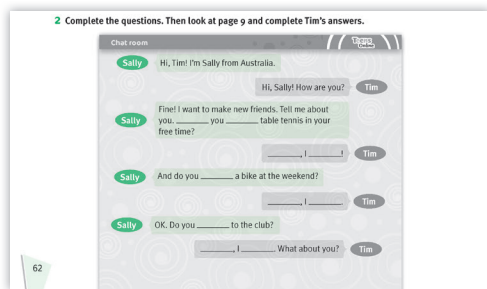 2 Complete the questions. Then look at page 9 and complete Tim's answers.
Chat room
Sally Hi, Tim! I'm Sally from Australia.
Hi, Sally! How are you? Tim
Fine! I want to make new friends. Tell me about
Sally you. ______ you ______ table tennis in your
free time?
______, I ______! Tim
Sally And do you ______ a bike at the weekend?
______, I ______. Tim
Sally OK. Do you ______ to the club?
______, I ______. What about you? Tim
62